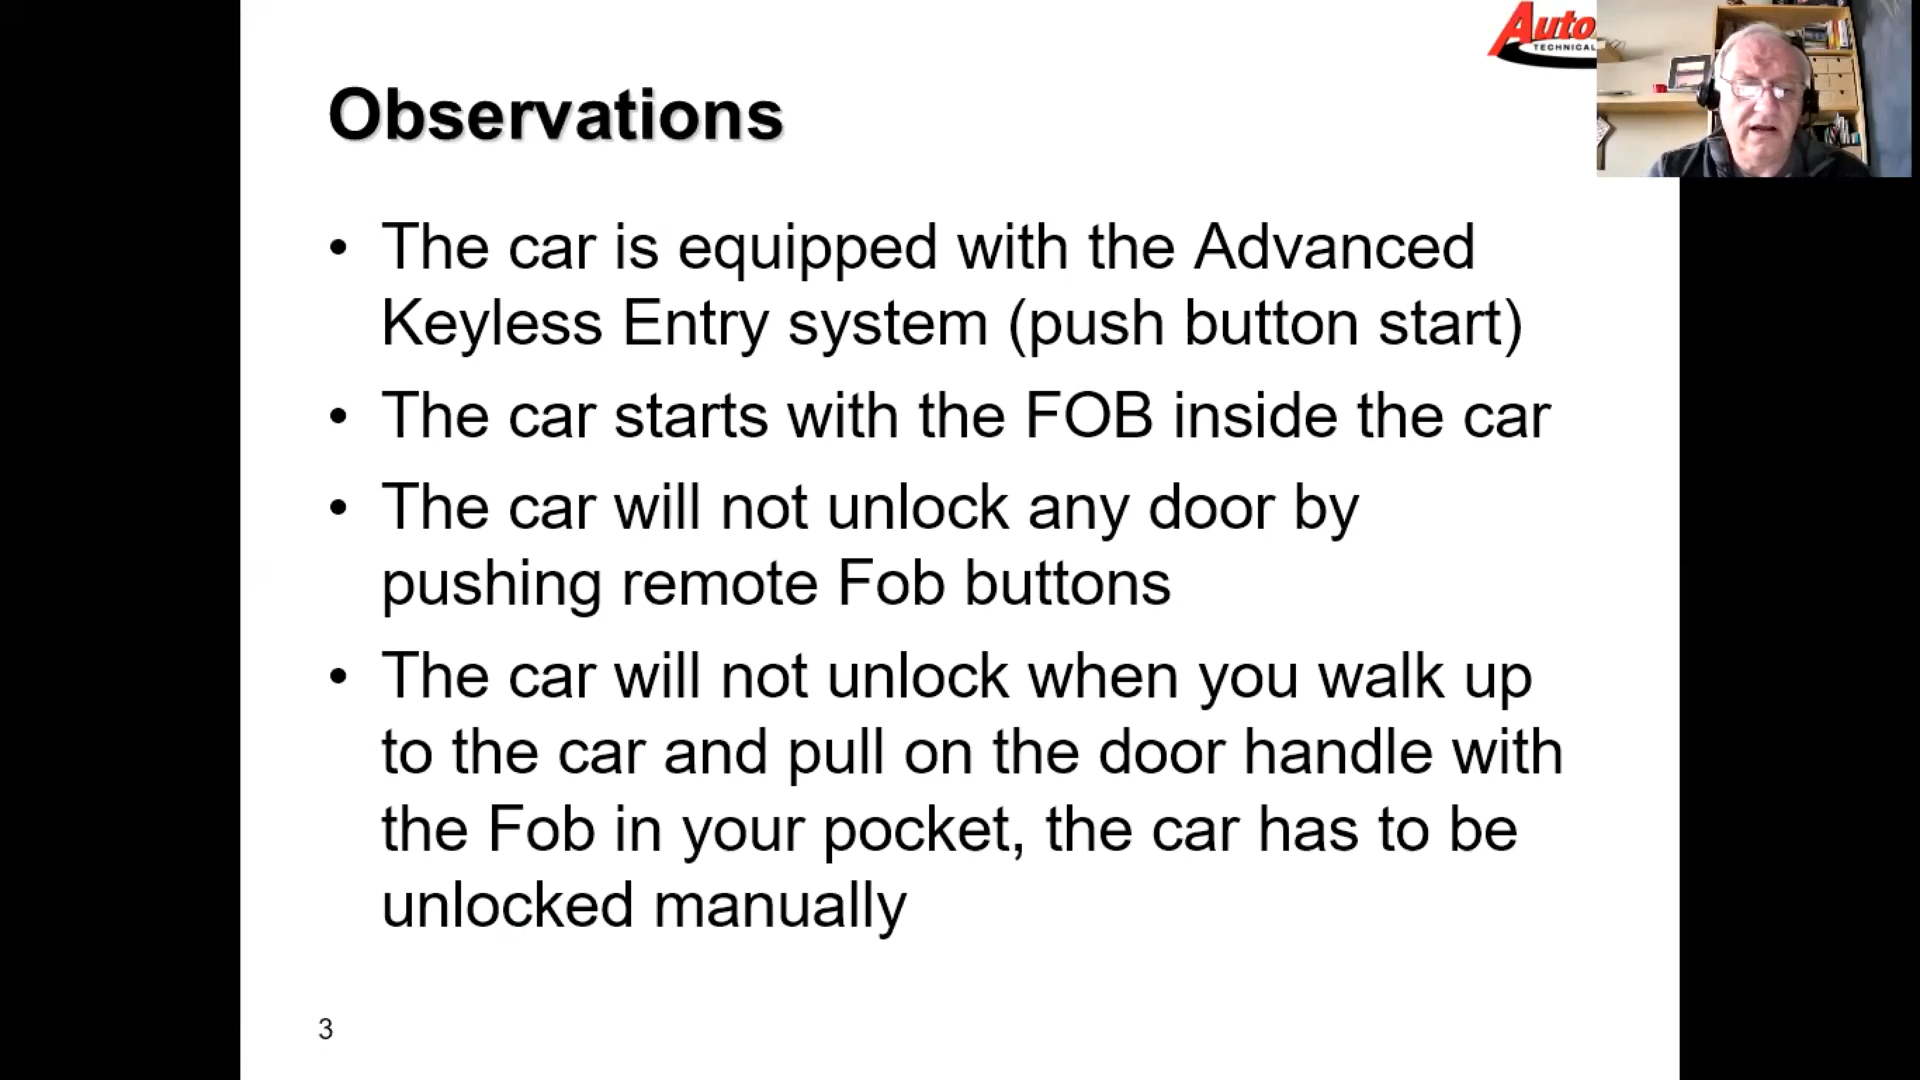 Auto
TECHNICAL
Observations
• The car is equipped with the Advanced
Keyless Entry system (push button start)
• The car starts with the FOB inside the car
• The car will not unlock any door by
pushing remote Fob buttons
• The car will not unlock when you walk up
to the car and pull on the door handle with
the Fob in your pocket, the car has to be
unlocked manually
3